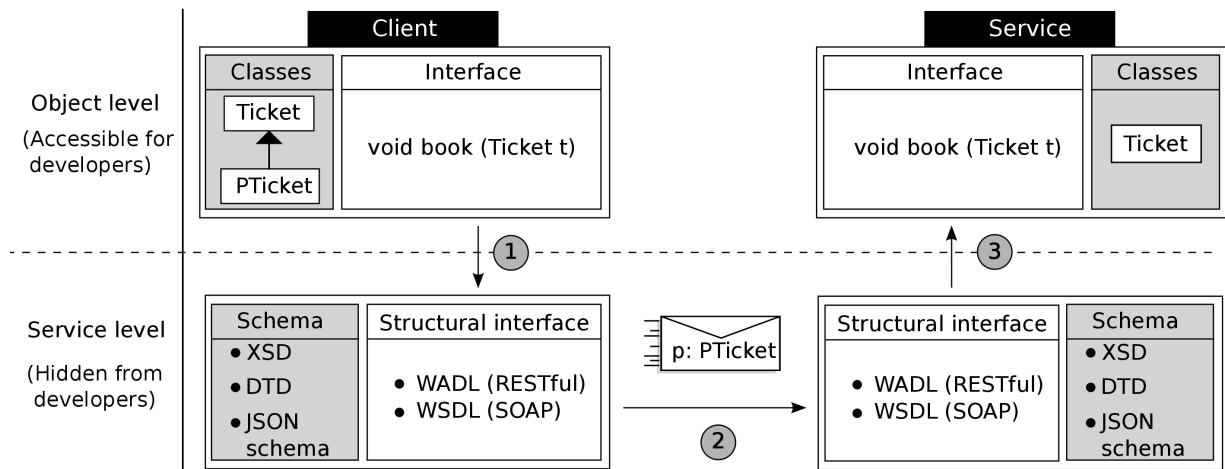 Client
Service
Object level
(Accessible for
developers)
Classes
Ticket
PTicket
Interface
void book (Ticket t)
Interface
void book (Ticket t)
Classes
Ticket
1
3
Service level
(Hidden from
developers)
Schema
● XSD
● DTD
● JSON
schema
Structural interface
● WADL (RESTful)
● WSDL (SOAP)
p: PTicket
2
Structural interface
● WADL (RESTful)
● WSDL (SOAP)
Schema
● XSD
● DTD
● JSON
schema